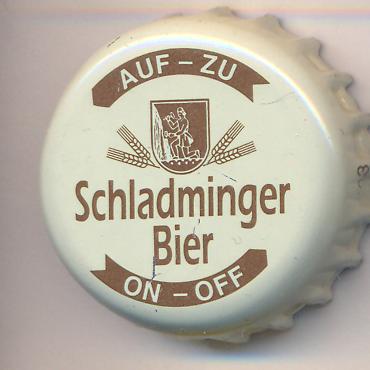 AUF – ZU
Schladminger
Bier
ON – OFF